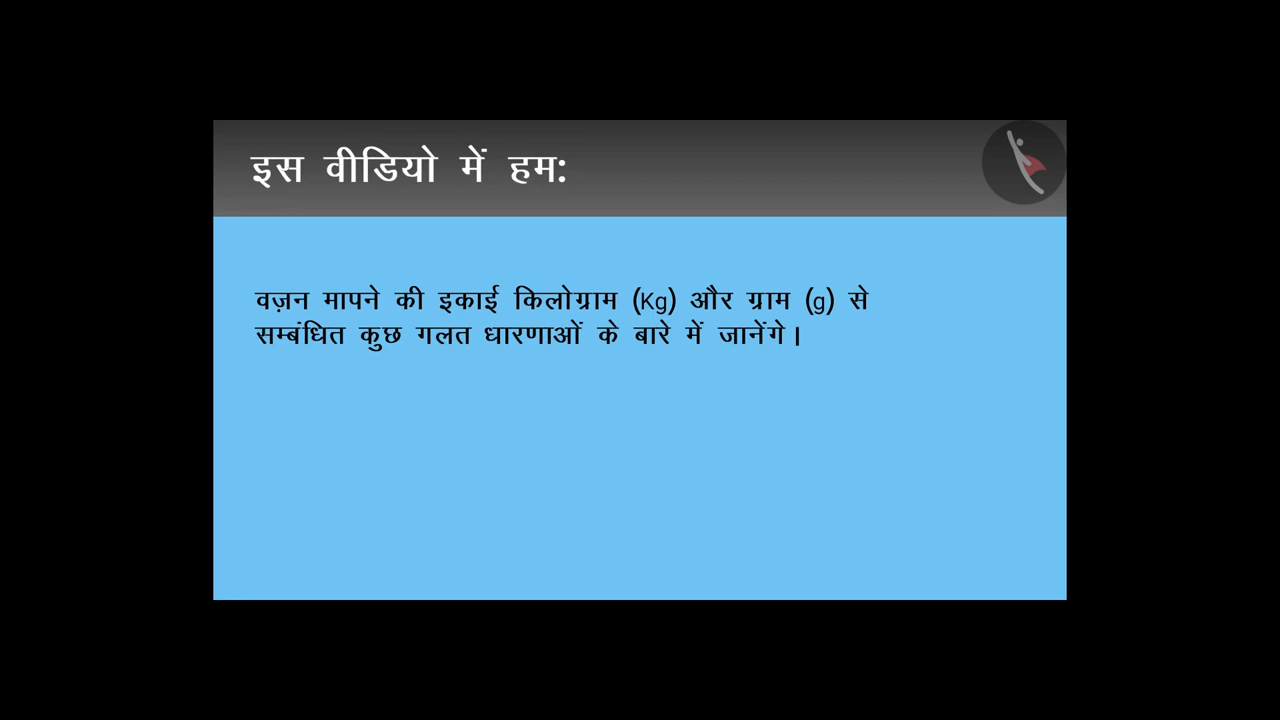 इस वीडियो में हम:
वज़न मापने की इकाई किलोग्राम (Kg) और ग्राम (g) से
सम्बंधित कुछ गलत धारणाओं के बारे में जानेंगे।